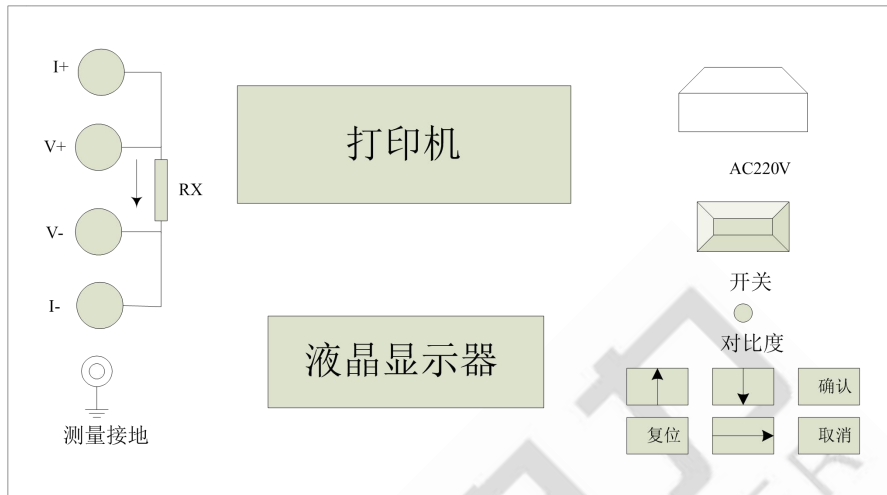 I+
V+
RX
V-
I-
测量接地
打印机
液晶显示器
AC220V
开关
对比度
确认
复位
取消